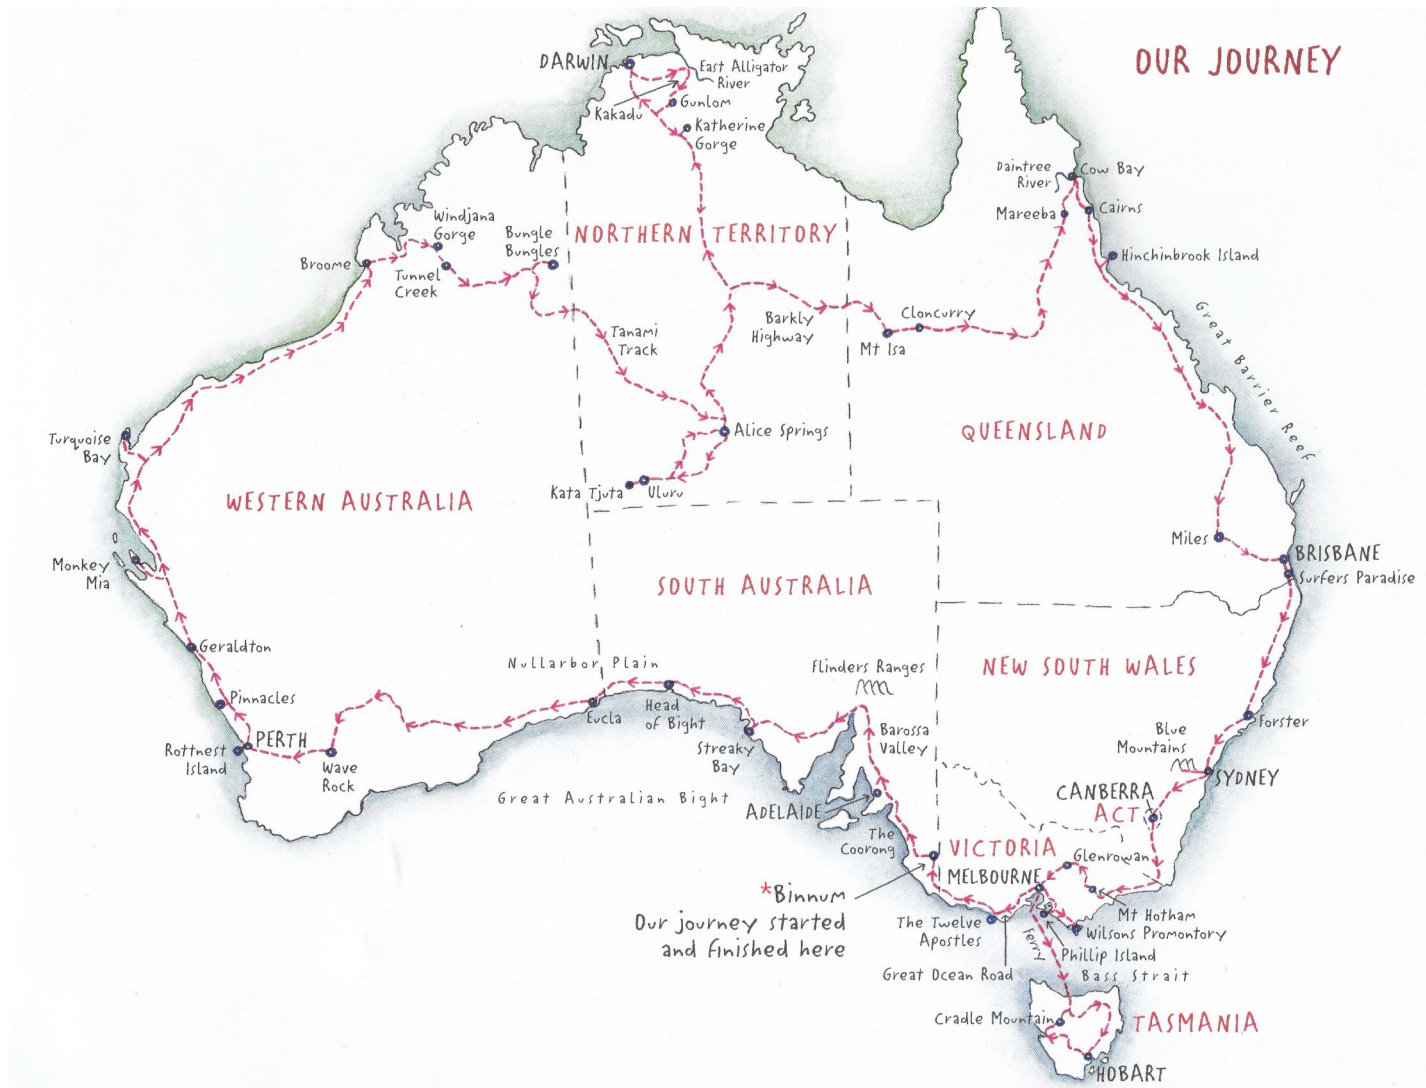 OUR JOURNEY
DARWIN
East Alligator
River
Kakadu
Gunlom
Katherine
Gorge
Daintree
River
Cow Bay
Mareeba
Cairns
Windjana
Gorge
Bungle
Bungles
NORTHERN TERRITORY
Broome
Tunnel
Creek
Hinchinbrook Island
Tanami
Track
Barkly
Highway
Cloncurry
Mt Isa
Great Barrier Reef
Turquoise
Bay
Alice Springs
QUEENSLAND
Kata Tjuta
Uluru
WESTERN AUSTRALIA
Miles
BRISBANE
Surfers Paradise
Monkey
Mia
SOUTH AUSTRALIA
Geraldton
Nullarbor Plain
Flinders Ranges
NEW SOUTH WALES
Pinnacles
Eucla
Head
of Bight
Forster
PERTH
Rottnest
Island
Wave
Rock
Streaky
Bay
Barossa
Valley
Blue
Mountains
SYDNEY
Great Australian Bight
ADELAIDE
CANBERRA
ACT
The
Coorong
VICTORIA
Glenrowan
MELBOURNE
*Binnum
Our journey started
and finished here
The Twelve
Apostles
Mt Hotham
Wilsons Promontory
Ferry
Phillip Island
Great Ocean Road
Bass Strait
Cradle Mountain
TASMANIA
HOBART